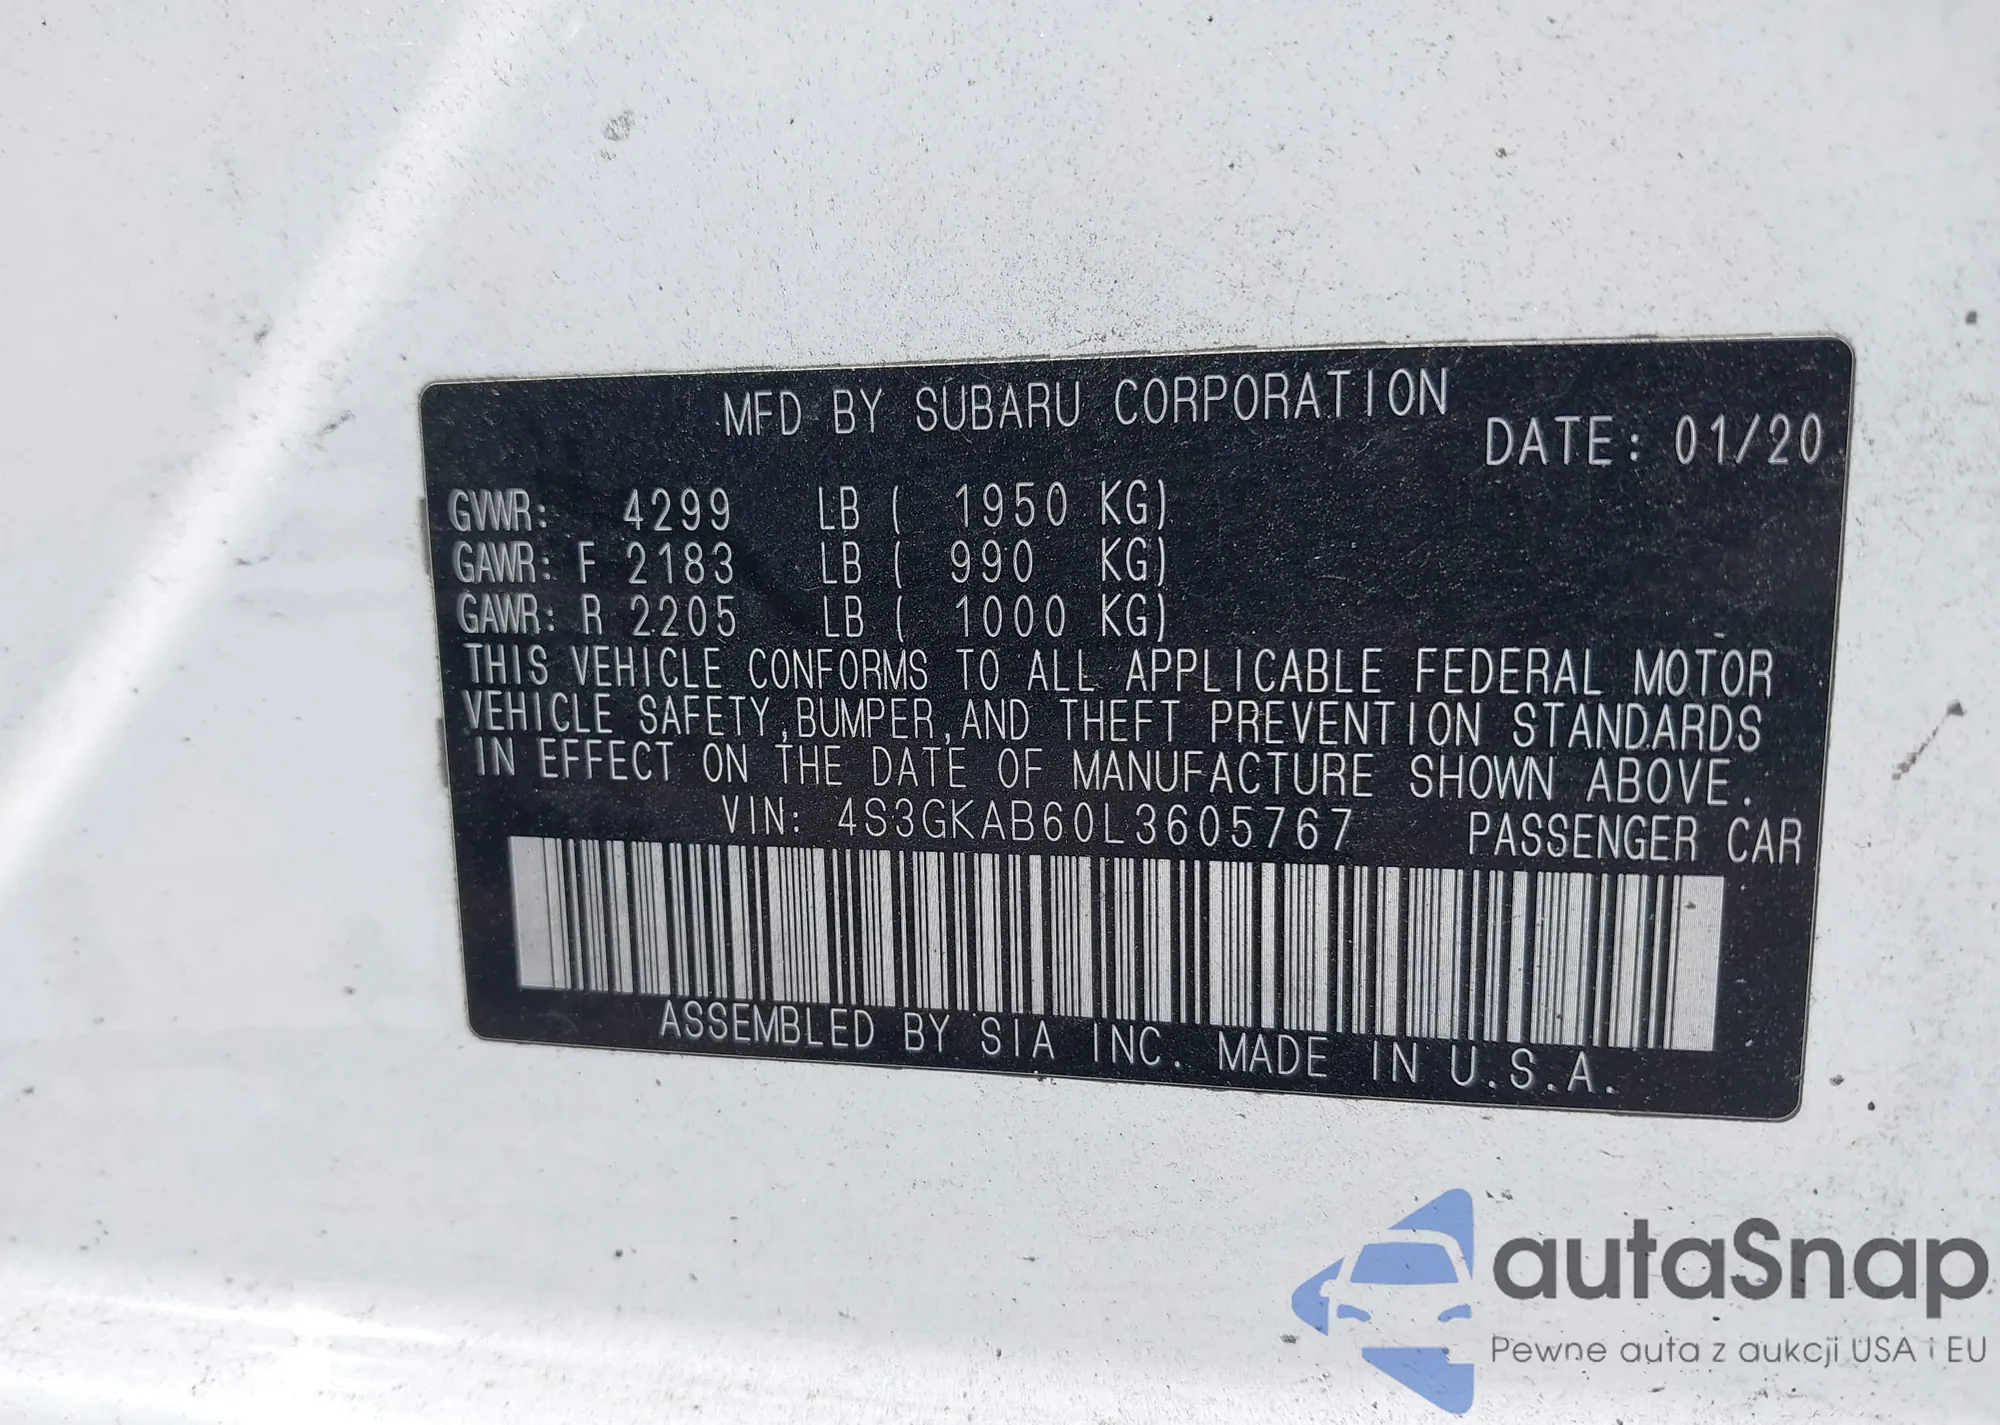 MFD BY SUBARU CORPORATION
DATE: 01/20
GVWR: 4299 LB ( 1950 KG)
GAWR: F 2183 LB ( 990 KG)
GAWR: R 2205 LB ( 1000 KG)
THIS VEHICLE CONFORMS TO ALL APPLICABLE FEDERAL MOTOR
VEHICLE SAFETY,BUMPER,AND THEFT PREVENTION STANDARDS
IN EFFECT ON THE DATE OF MANUFACTURE SHOWN ABOVE.
VIN: 4S3GKAB60L3605767 PASSENGER CAR
ASSEMBLED BY SIA INC. MADE IN U.S.A.
autaSnap
Pewne auta z aukcji USA i EU